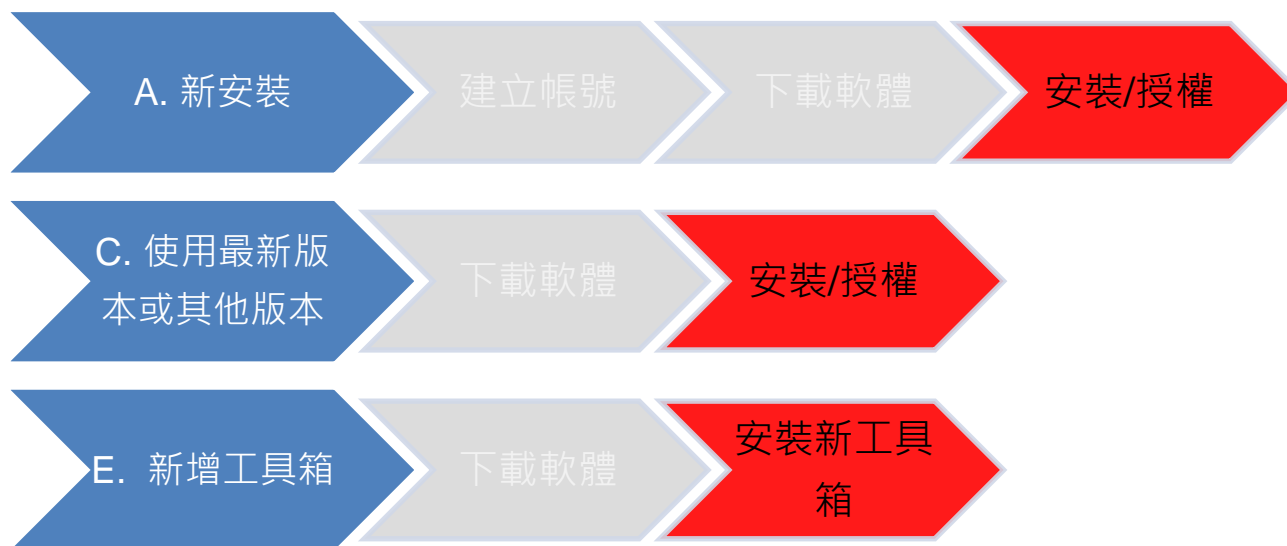 A. 新安裝
建立帳號
下載軟體
安裝/授權
C. 使用最新版
本或其他版本
下載軟體
安裝/授權
E. 新增工具箱
下載軟體
安裝新工具
箱